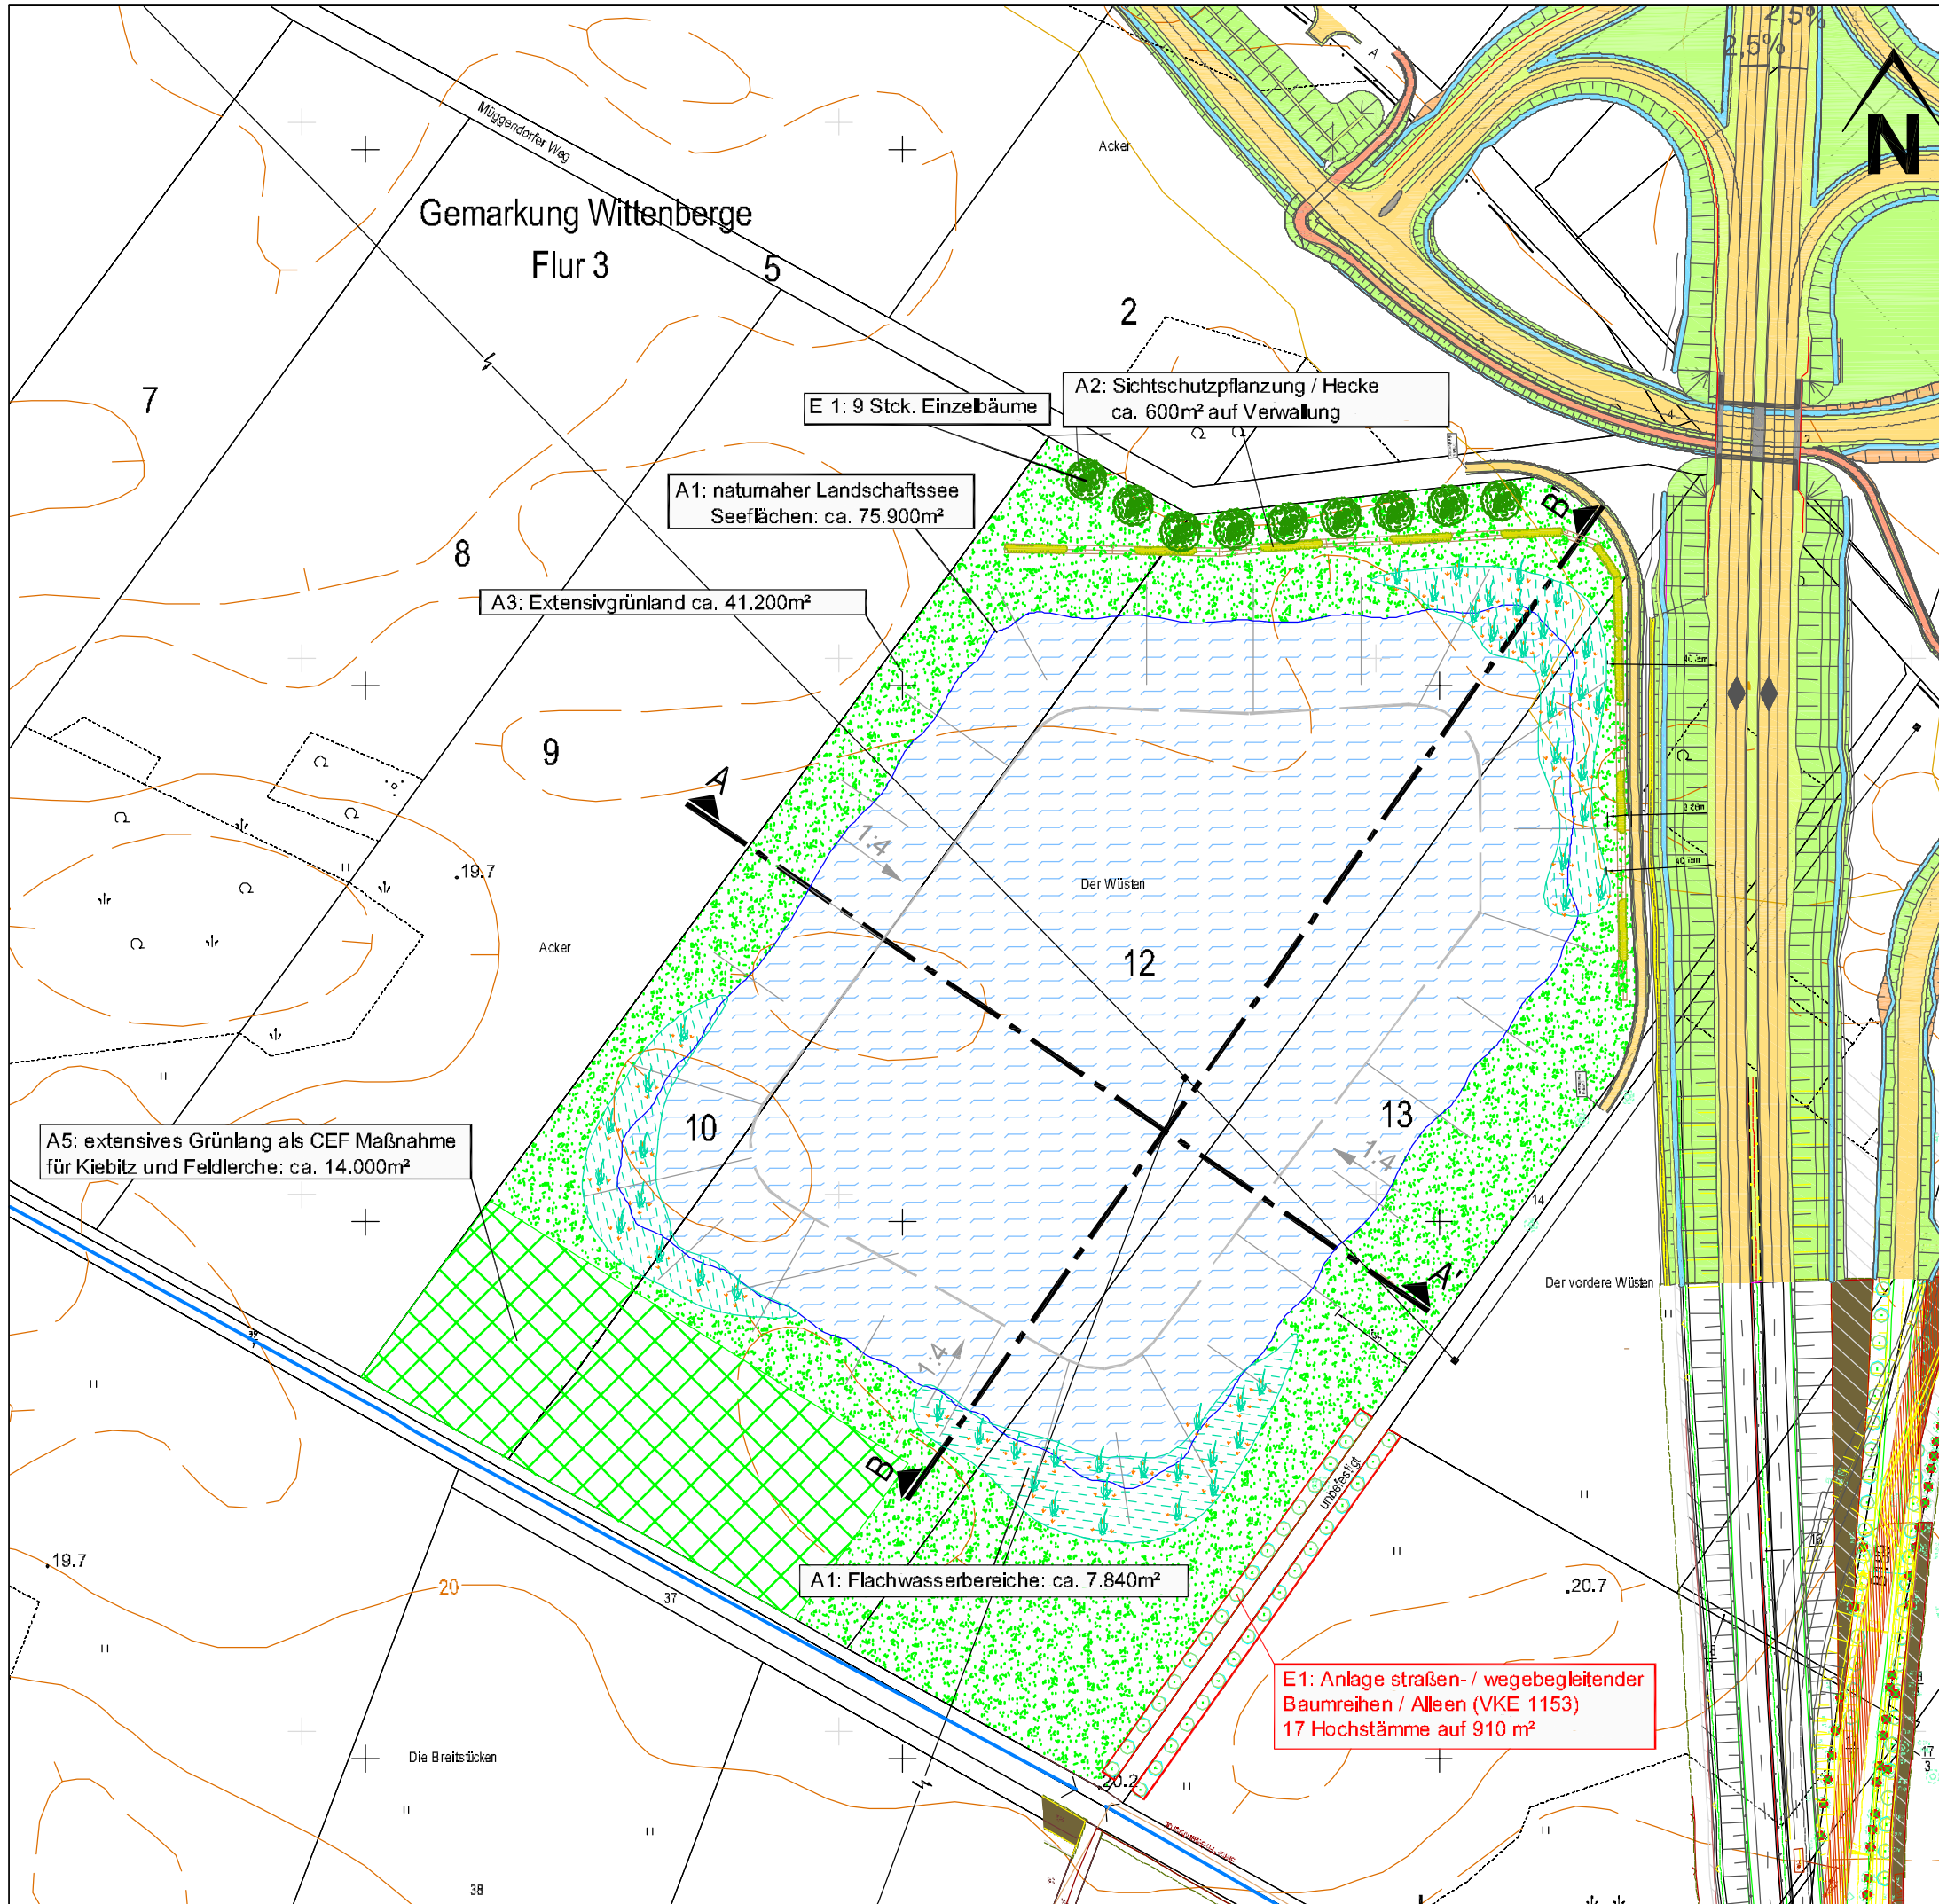 2,5%
2,5%
N
A
Müggendorfer Weg
Acker
Gemarkung Wittenberge
Flur 3
5
2
7
E 1: 9 Stck. Einzelbäume
A2: Sichtschutzpflanzung / Hecke
ca. 600m² auf Verwallung
4
2
A1: naturnaher Landschaftssee
Seeflächen: ca. 75.900m²
B'
8
A3: Extensivgrünland ca. 41.200m²
9
A
1:4
.19.7
Der Wüsten
Acker
12
10
13
1:4
A5: extensives Grünlang als CEF Maßnahme
für Kiebitz und Feldlerche: ca. 14.000m²
14
A'
Der vordere Wüsten
1:4
B
unbefestigt
.19.7
20
37
A1: Flachwasserbereiche: ca. 7.840m²
.20.7
E1: Anlage straßen- / wegebegleitender
Baumreihen / Alleen (VKE 1153)
17 Hochstämme auf 910 m²
Die Breitstücken
.20.2
17
3
38